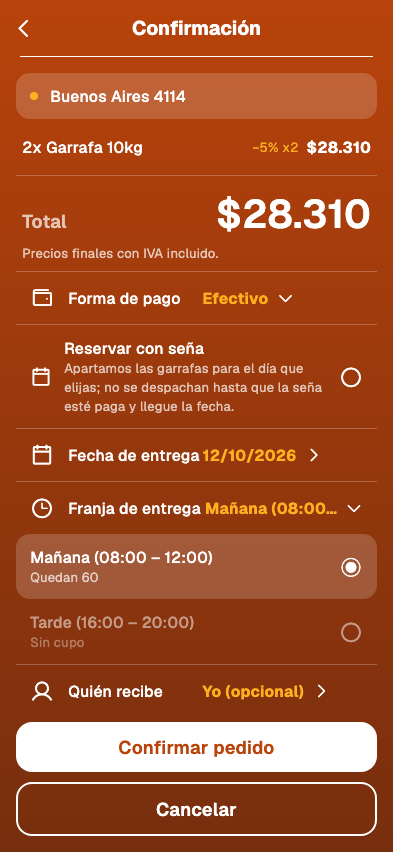 Confirmación
Buenos Aires 4114
2x Garrafa 10kg −5% x2 $28.310
Total $28.310
Precios finales con IVA incluido.
Forma de pago Efectivo
Reservar con seña
Apartamos las garrafas para el día que
elijas; no se despachan hasta que la seña
esté paga y llegue la fecha.
Fecha de entrega 12/10/2026
Franja de entrega Mañana (08:00...
Mañana (08:00 – 12:00)
Quedan 60
Tarde (16:00 – 20:00)
Sin cupo
Quién recibe Yo (opcional)
Confirmar pedido
Cancelar